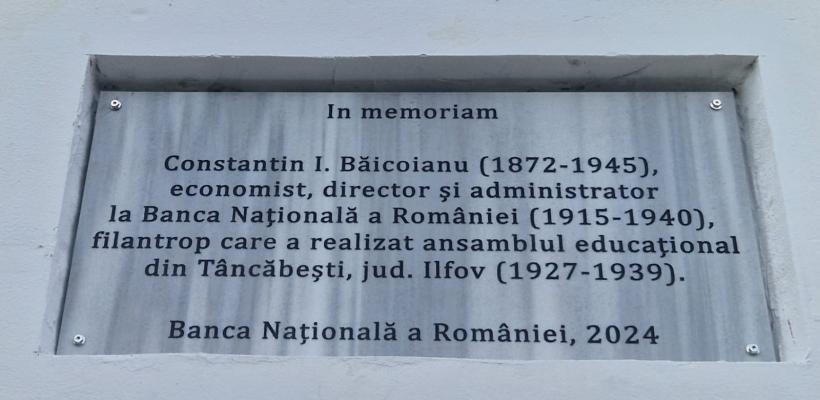 In memoriam
Constantin I. Băicoianu (1872-1945),
economist, director şi administrator
la Banca Naţională a României (1915-1940),
filantrop care a realizat ansamblul educaţional
din Tâncăbeşti, jud. Ilfov (1927-1939).
Banca Naţională a României, 2024